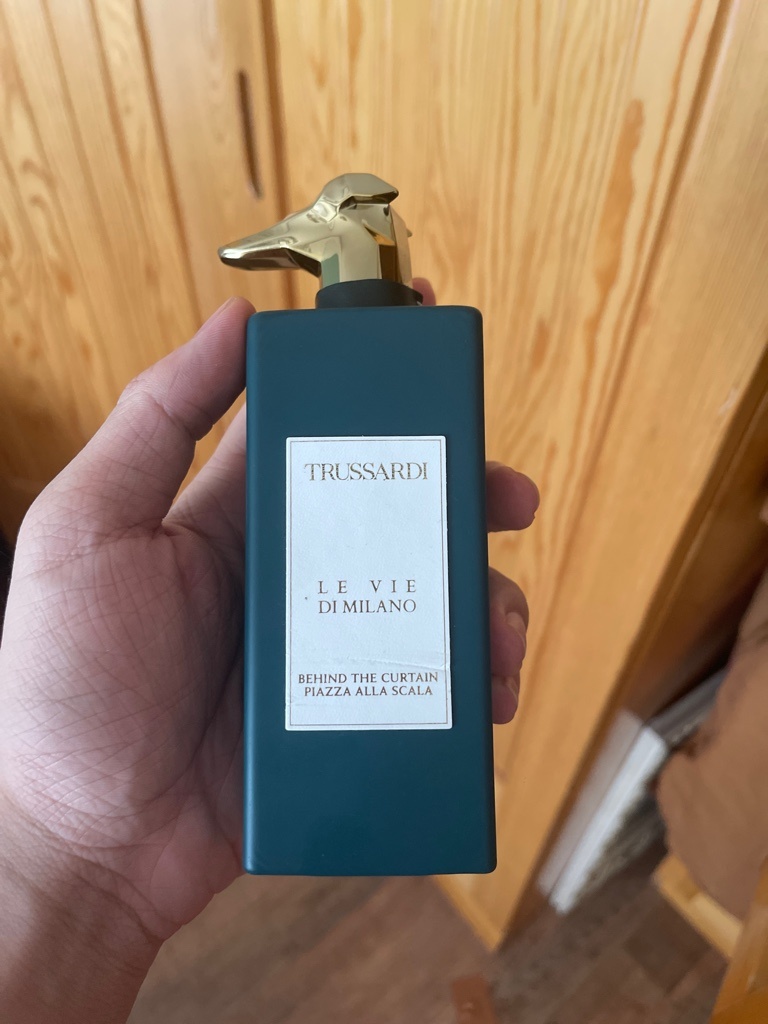 TRUSSARDI
LE VIE
DI MILANO
BEHIND THE CURTAIN
PIAZZA ALLA SCALA